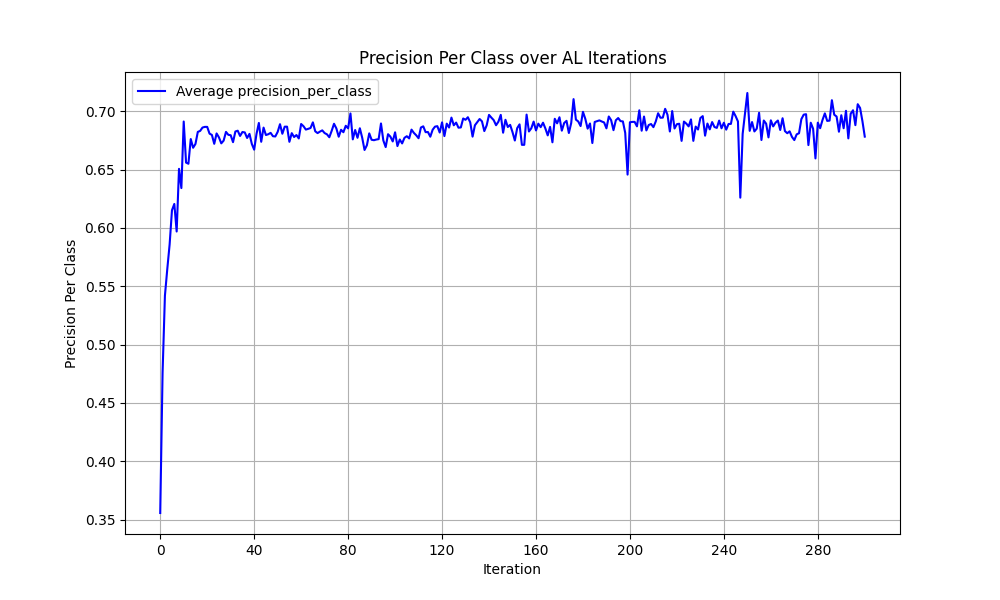 Precision Per Class over AL Iterations
Average precision_per_class
0.70
0.65
0.60
0.55
0.50
0.45
0.40
0.35
Precision Per Class
0 40 80 120 160 200 240 280
Iteration